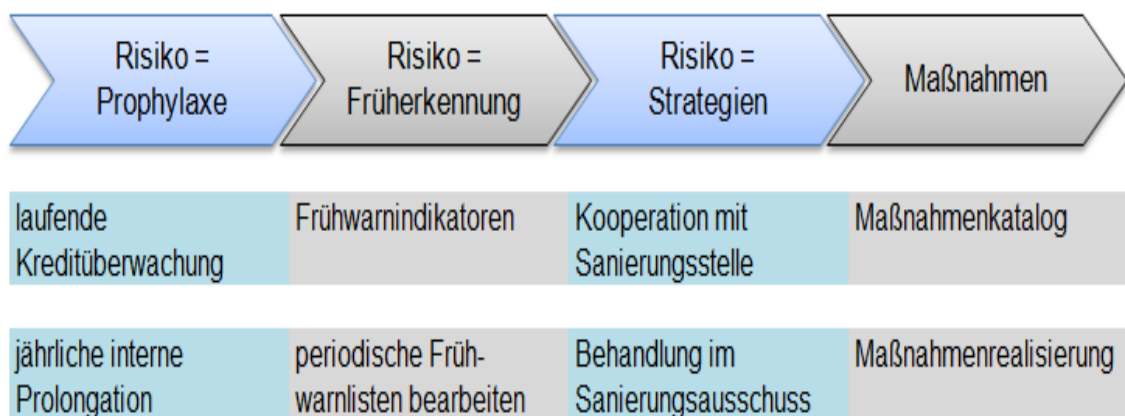 Risiko =
Prophylaxe
Risiko =
Früherkennung
Risiko =
Strategien
Maßnahmen
laufende
Kreditüberwachung
Frühwarnindikatoren
Kooperation mit
Sanierungsstelle
Maßnahmenkatalog
jährliche interne
Prolongation
periodische Früh-
warnlisten bearbeiten
Behandlung im
Sanierungsausschuss
Maßnahmenrealisierung